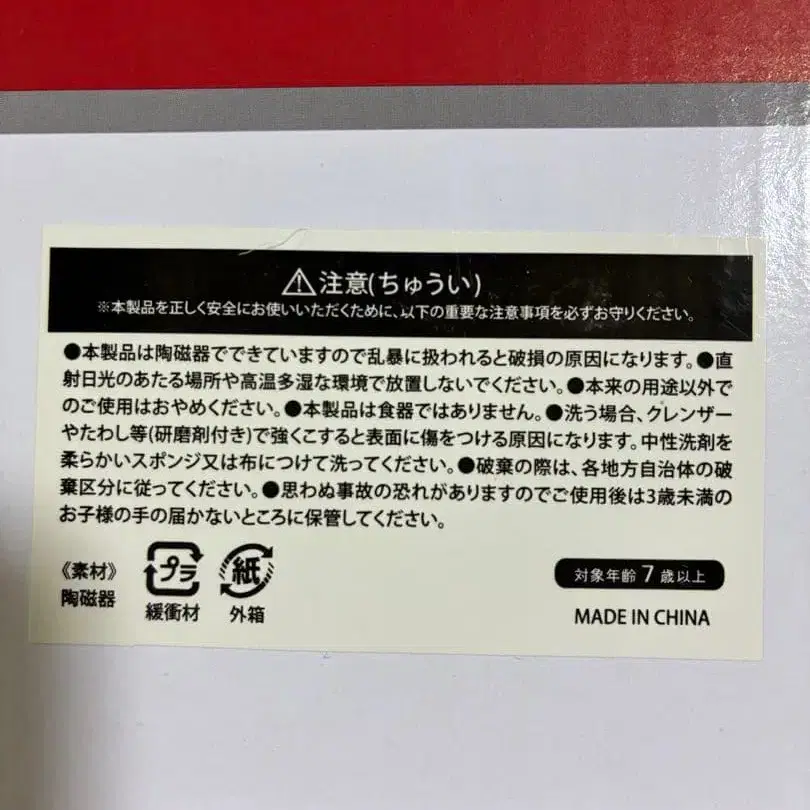 ⚠注意(ちゅうい)
※本製品を正しく安全にお使いいただくために、以下の重要な注意事項を必ずお守りください。
●本製品は陶磁器でできていますので乱暴に扱われると破損の原因になります。●直
射日光のあたる場所や高温多湿な環境で放置しないでください。●本来の用途以外で
のご使用はおやめください。●本製品は食器ではありません。●洗う場合、クレンザー
やたわし等(研磨剤付き)で強くこすると表面に傷をつける原因になります。中性洗剤を
柔らかいスポンジ又は布につけて洗ってください。●破棄の際は、各地方自治体の破
棄区分に従ってください。●思わぬ事故の恐れがありますのでご使用後は3歳未満の
お子様の手の届かないところに保管してください。
《素材》
陶磁器
プラ
緩衝材
紙
外箱
対象年齢7歳以上
MADE IN CHINA